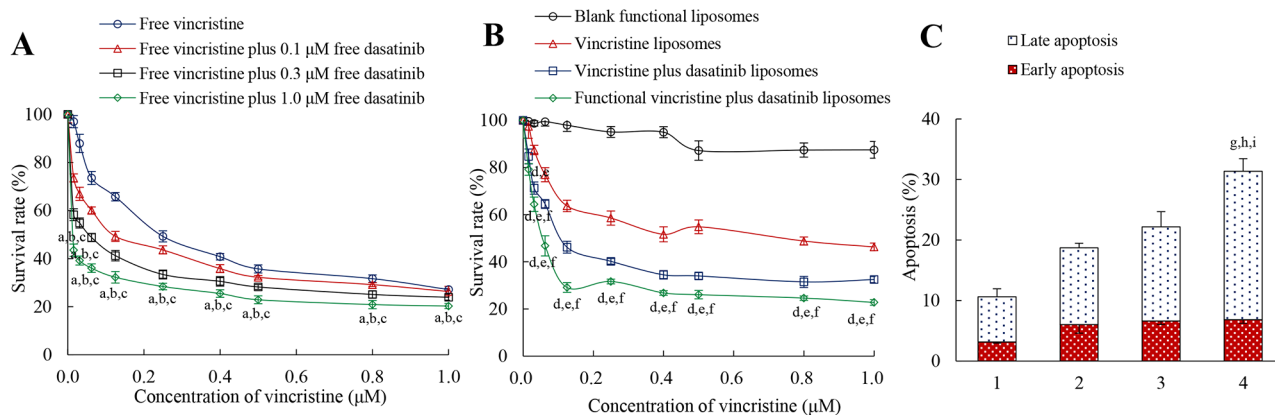 A
Free vincristine
Free vincristine plus 0.1 μM free dasatinib
Free vincristine plus 0.3 μM free dasatinib
Free vincristine plus 1.0 μM free dasatinib
Survival rate (%)
100
80
60
40
20
0
a,b,c
a,b,c
a,b,c
a,b,c
a,b,c
a,b,c
a,b,c
a,b,c
a,b,c
0.0 0.2 0.4 0.6 0.8 1.0
Concentration of vincristine (μM)
B
Blank functional liposomes
Vincristine liposomes
Vincristine plus dasatinib liposomes
Functional vincristine plus dasatinib liposomes
Survival rate (%)
100
80
60
40
20
0
d,e
d,e,f
d,e,f
d,e,f
d,e,f
d,e,f
d,e,f
d,e,f
d,e,f
0.0 0.2 0.4 0.6 0.8 1.0
Concentration of vincristine (μM)
C
Late apoptosis
Early apoptosis
Apoptosis (%)
40
30
20
10
0
g,h,i
1 2 3 4